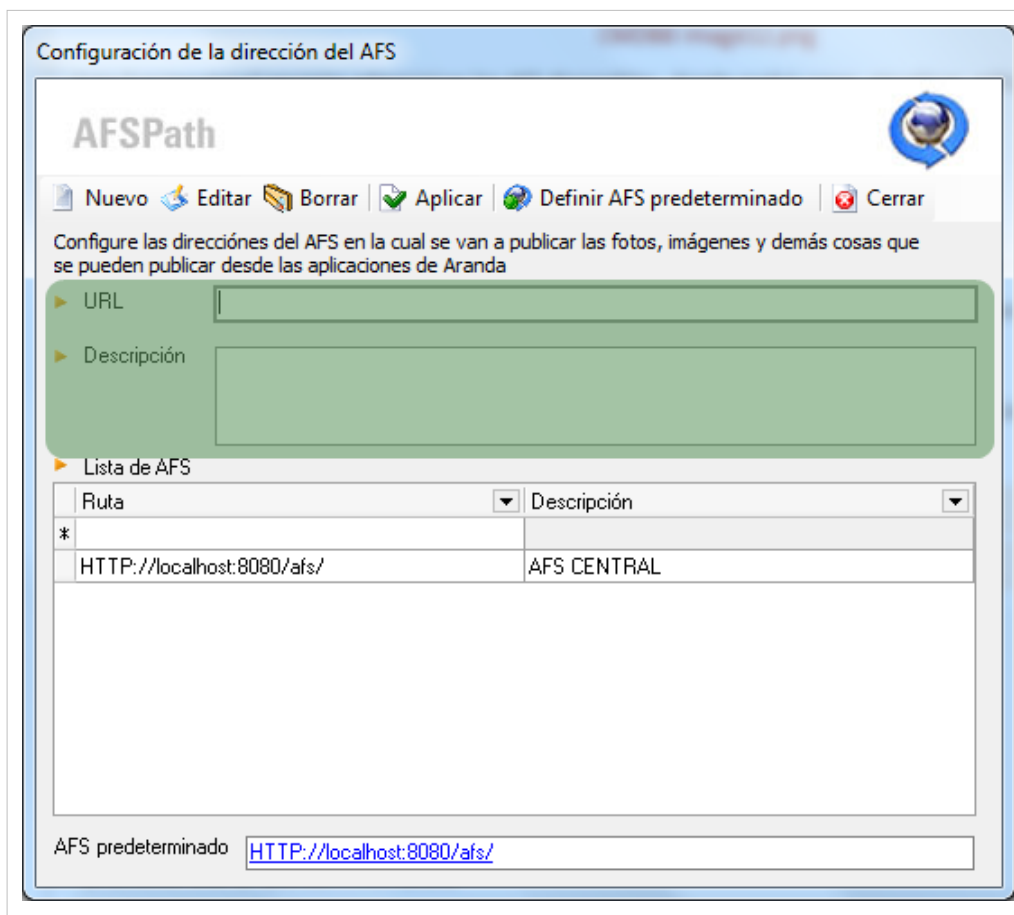 Configuración de la dirección del AFS
AFSPath
Nuevo Editar Borrar Aplicar Definir AFS predeterminado Cerrar
Configure las direcciónes del AFS en la cual se van a publicar las fotos, imágenes y demás cosas que
se pueden publicar desde las aplicaciones de Aranda
URL
Descripción
Lista de AFS
Ruta Descripción
*
HTTP://localhost:8080/afs/ AFS CENTRAL
AFS predeterminado HTTP://localhost:8080/afs/